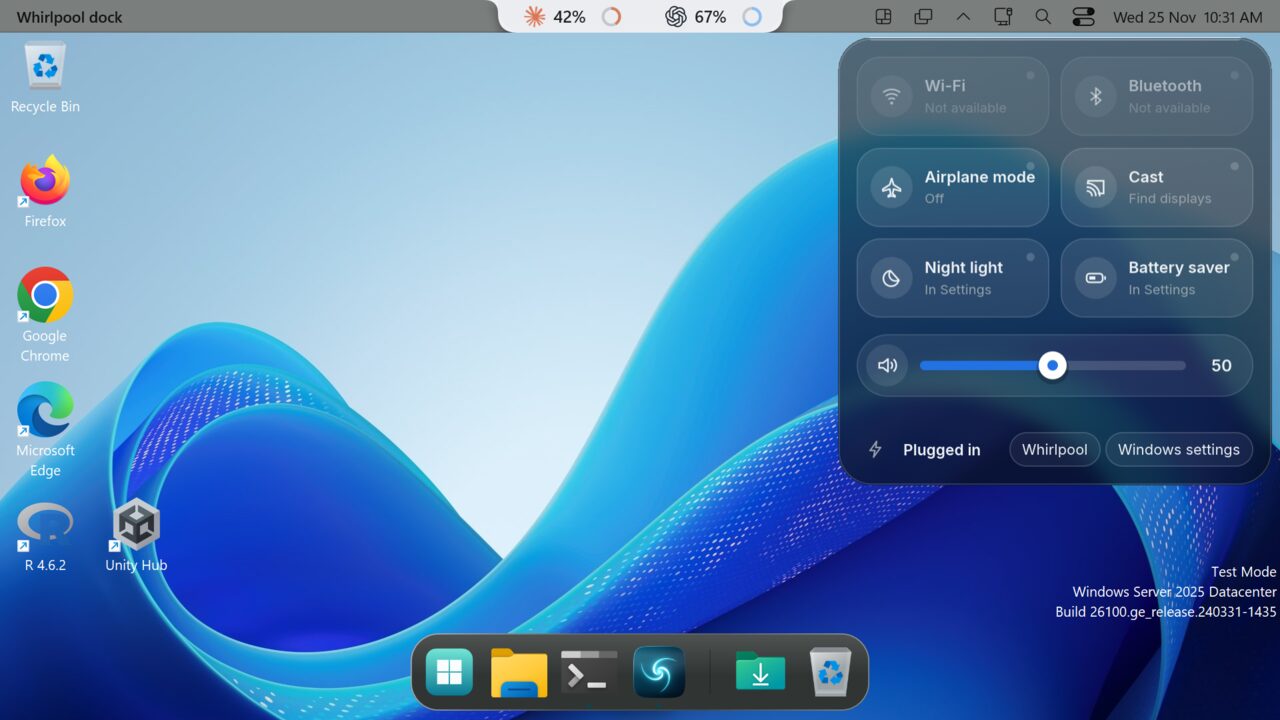 Whirlpool dock
42%
67%
Wed 25 Nov 10:31 AM
Recycle Bin
Firefox
Google
Chrome
Microsoft
Edge
R 4.6.2
Unity Hub
Wi-Fi
Not available
Bluetooth
Not available
Airplane mode
Off
Cast
Find displays
Night light
In Settings
Battery saver
In Settings
50
Plugged in
Whirlpool
Windows settings
Test Mode
Windows Server 2025 Datacenter
Build 26100.ge_release.240331-1435